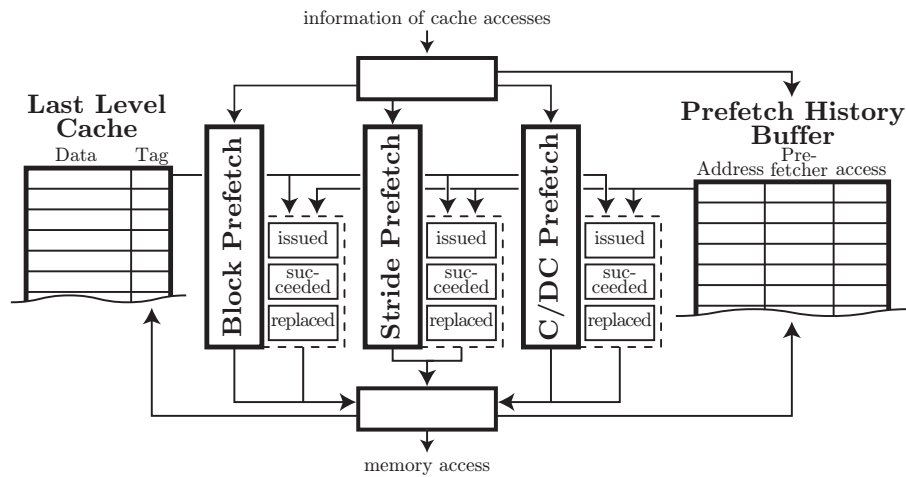 information of cache accesses
Last Level
Cache
Data Tag
Prefetch History
Buffer
Address Pre-
fetcher access
Block Prefetch
issued
suc-
ceeded
replaced
Stride Prefetch
issued
suc-
ceeded
replaced
C/DC Prefetch
issued
suc-
ceeded
replaced
memory access